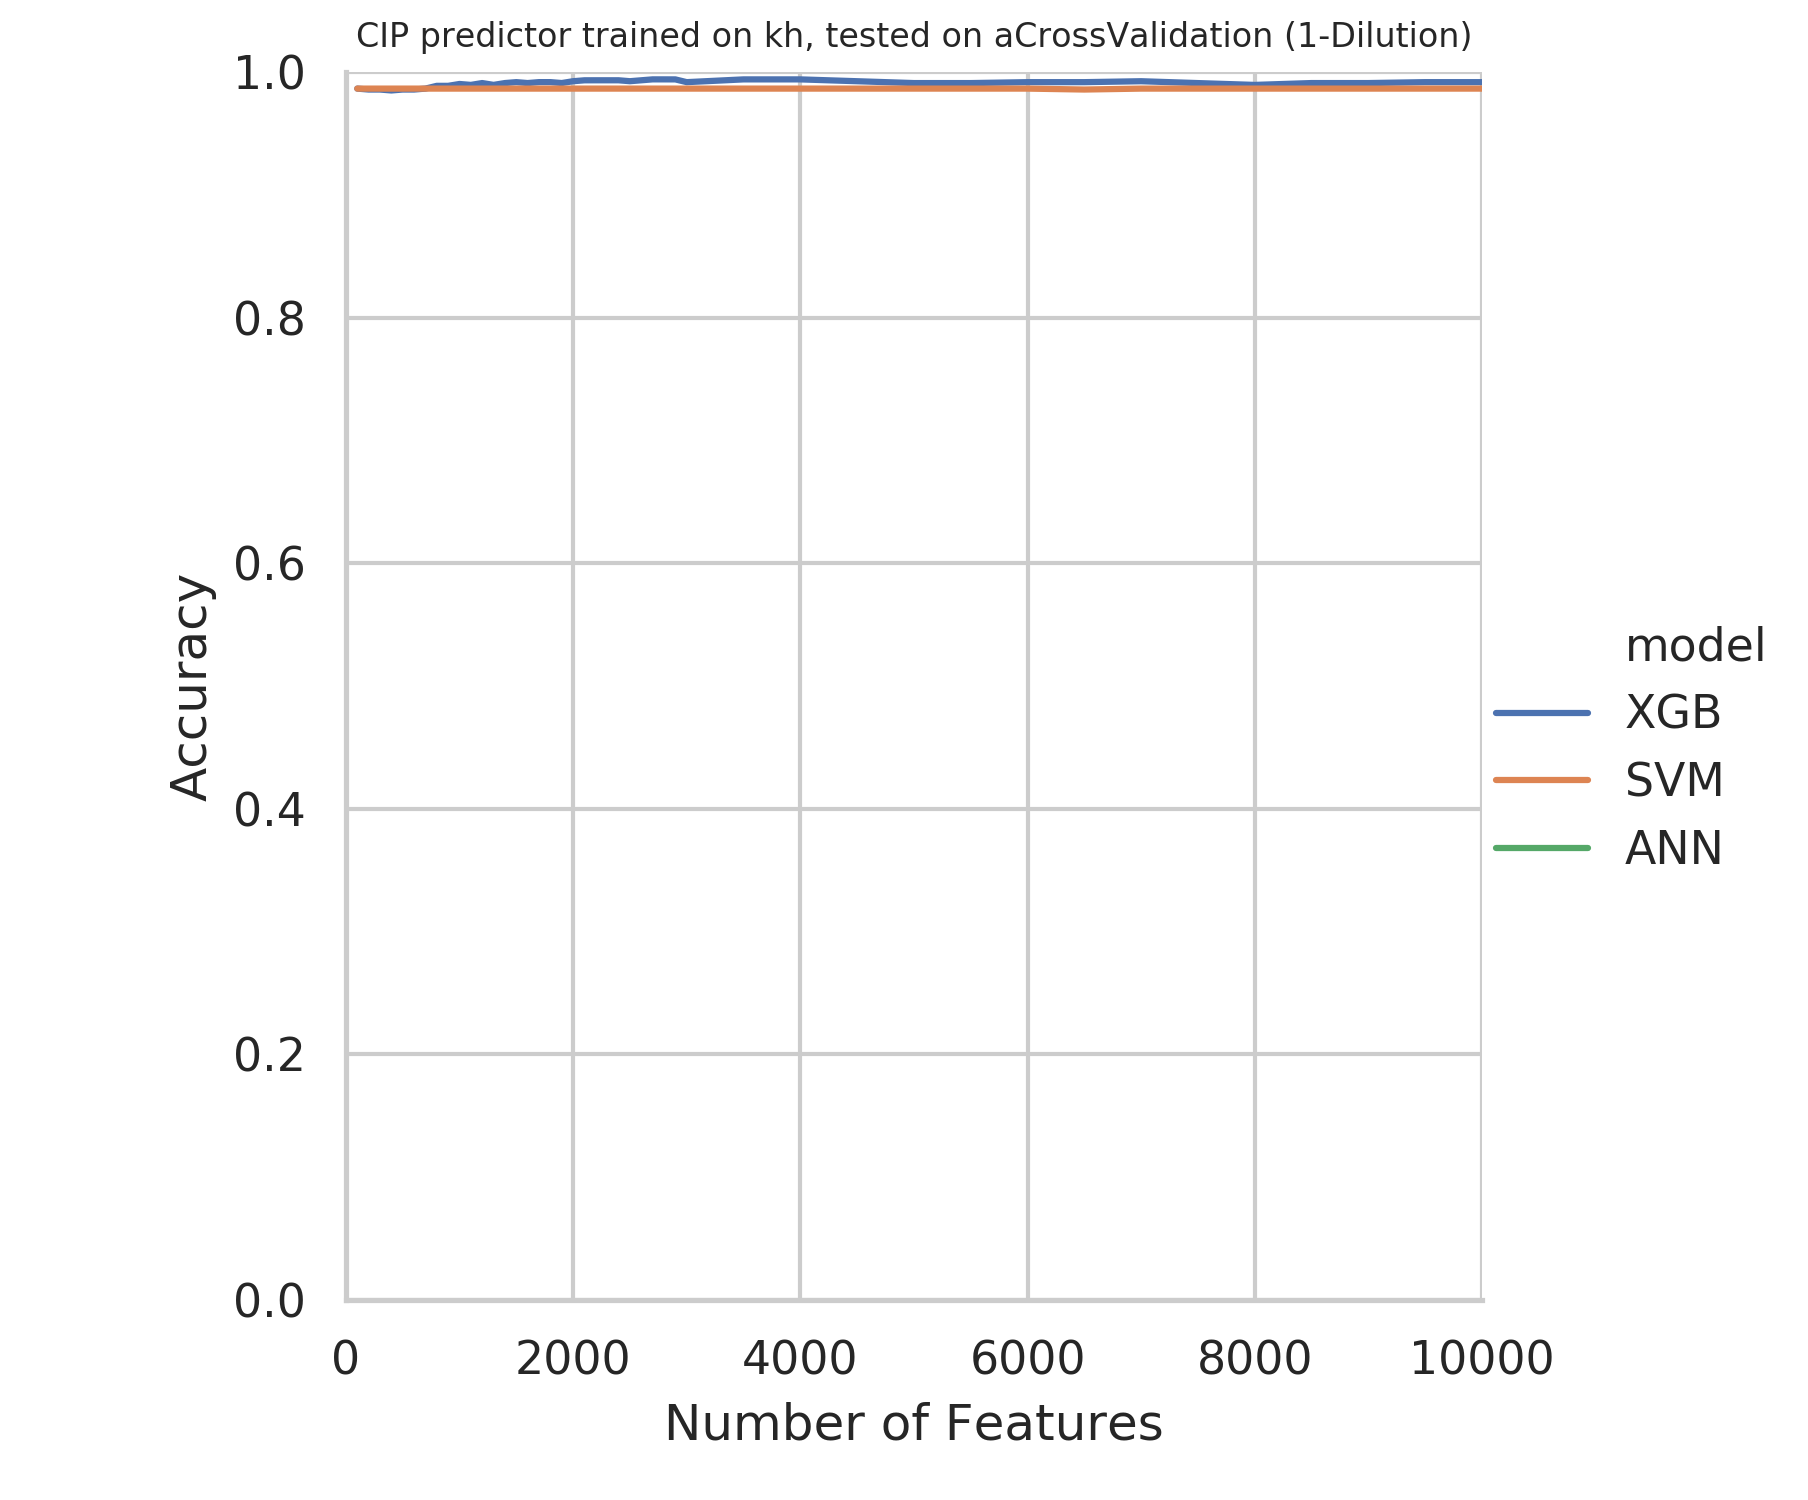 CIP predictor trained on kh, tested on aCrossValidation (1-Dilution)
1.0
0.8
0.6
0.4
0.2
0.0
Accuracy
0 2000 4000 6000 8000 10000
Number of Features
model
XGB
SVM
ANN